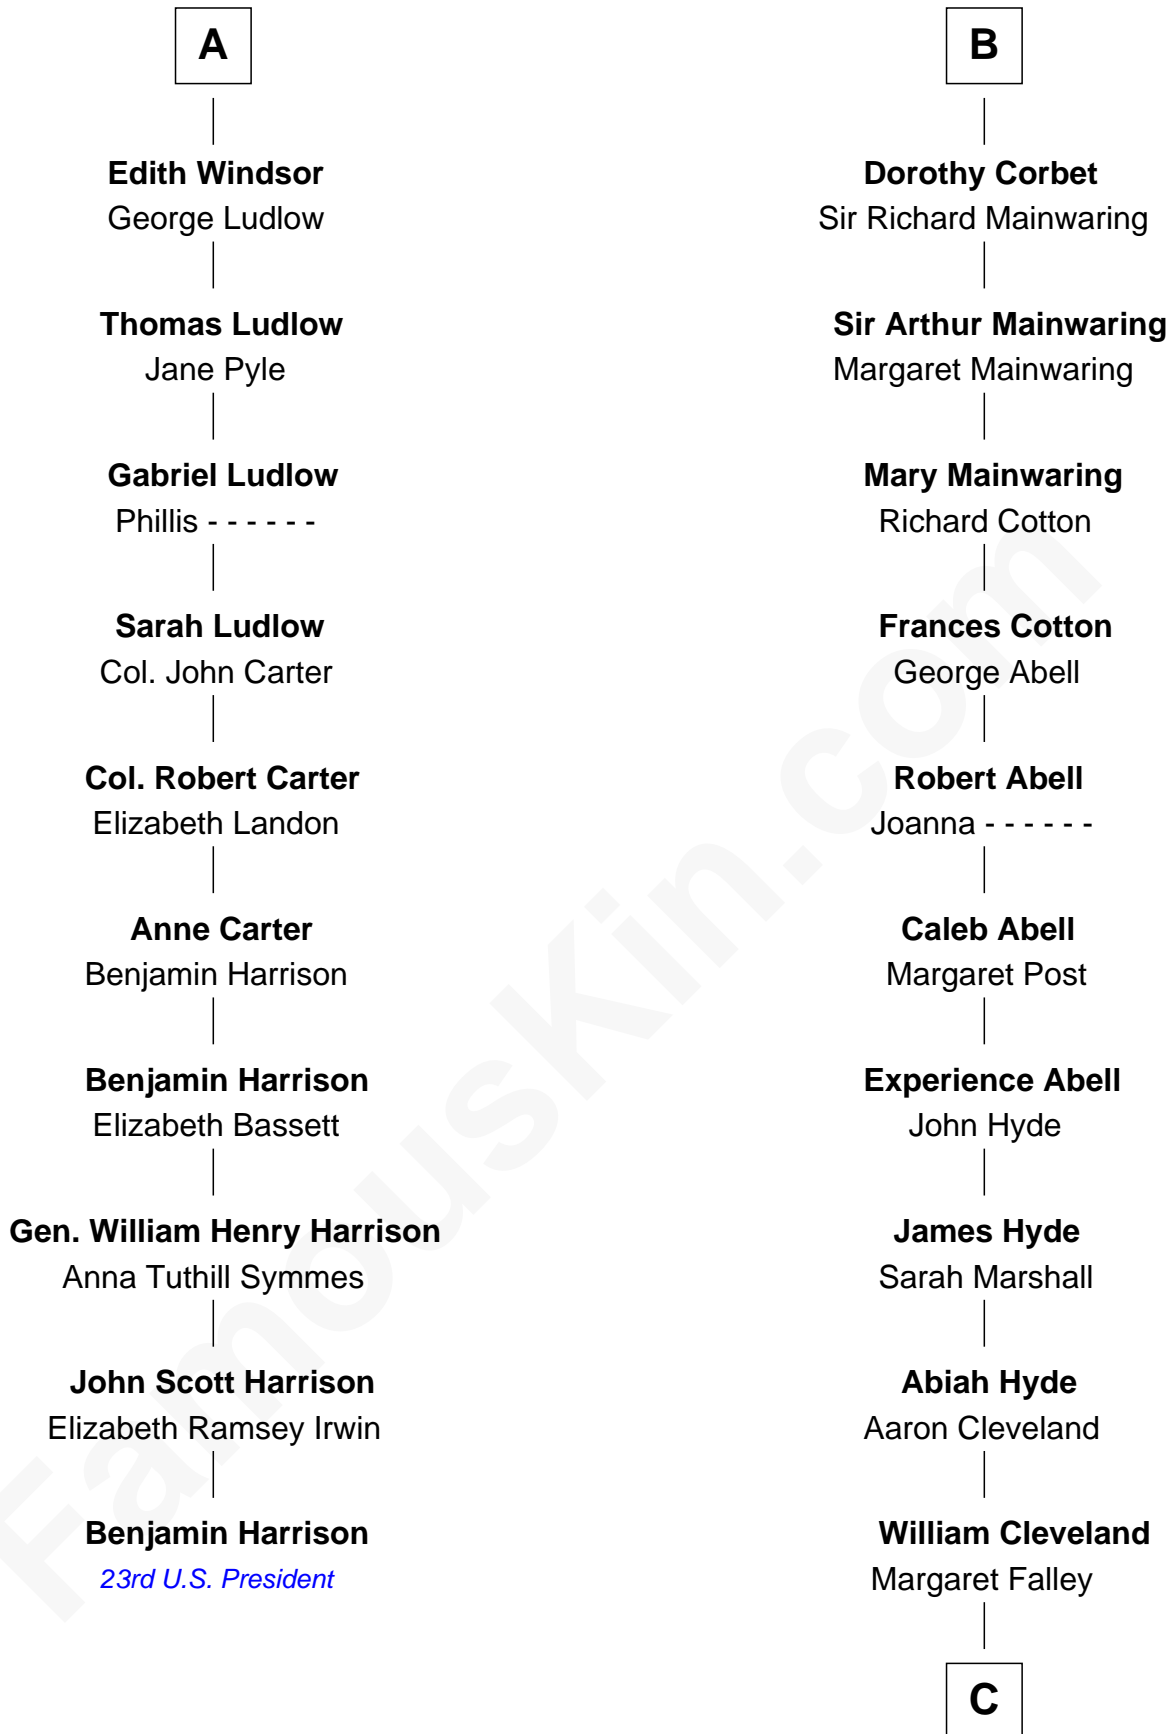 A
Edith Windsor
George Ludlow
Thomas Ludlow
Jane Pyle
Gabriel Ludlow
Phillis - - - - - -
Sarah Ludlow
Col. John Carter
Col. Robert Carter
Elizabeth Landon
Anne Carter
Benjamin Harrison
Benjamin Harrison
Elizabeth Bassett
Gen. William Henry Harrison
Anna Tuthill Symmes
John Scott Harrison
Elizabeth Ramsey Irwin
Benjamin Harrison
23rd U.S. President
B
Dorothy Corbet
Sir Richard Mainwaring
Sir Arthur Mainwaring
Margaret Mainwaring
Mary Mainwaring
Richard Cotton
Frances Cotton
George Abell
Robert Abell
Joanna - - - - - -
Caleb Abell
Margaret Post
Experience Abell
John Hyde
James Hyde
Sarah Marshall
Abiah Hyde
Aaron Cleveland
William Cleveland
Margaret Falley
C
FamousKin.com